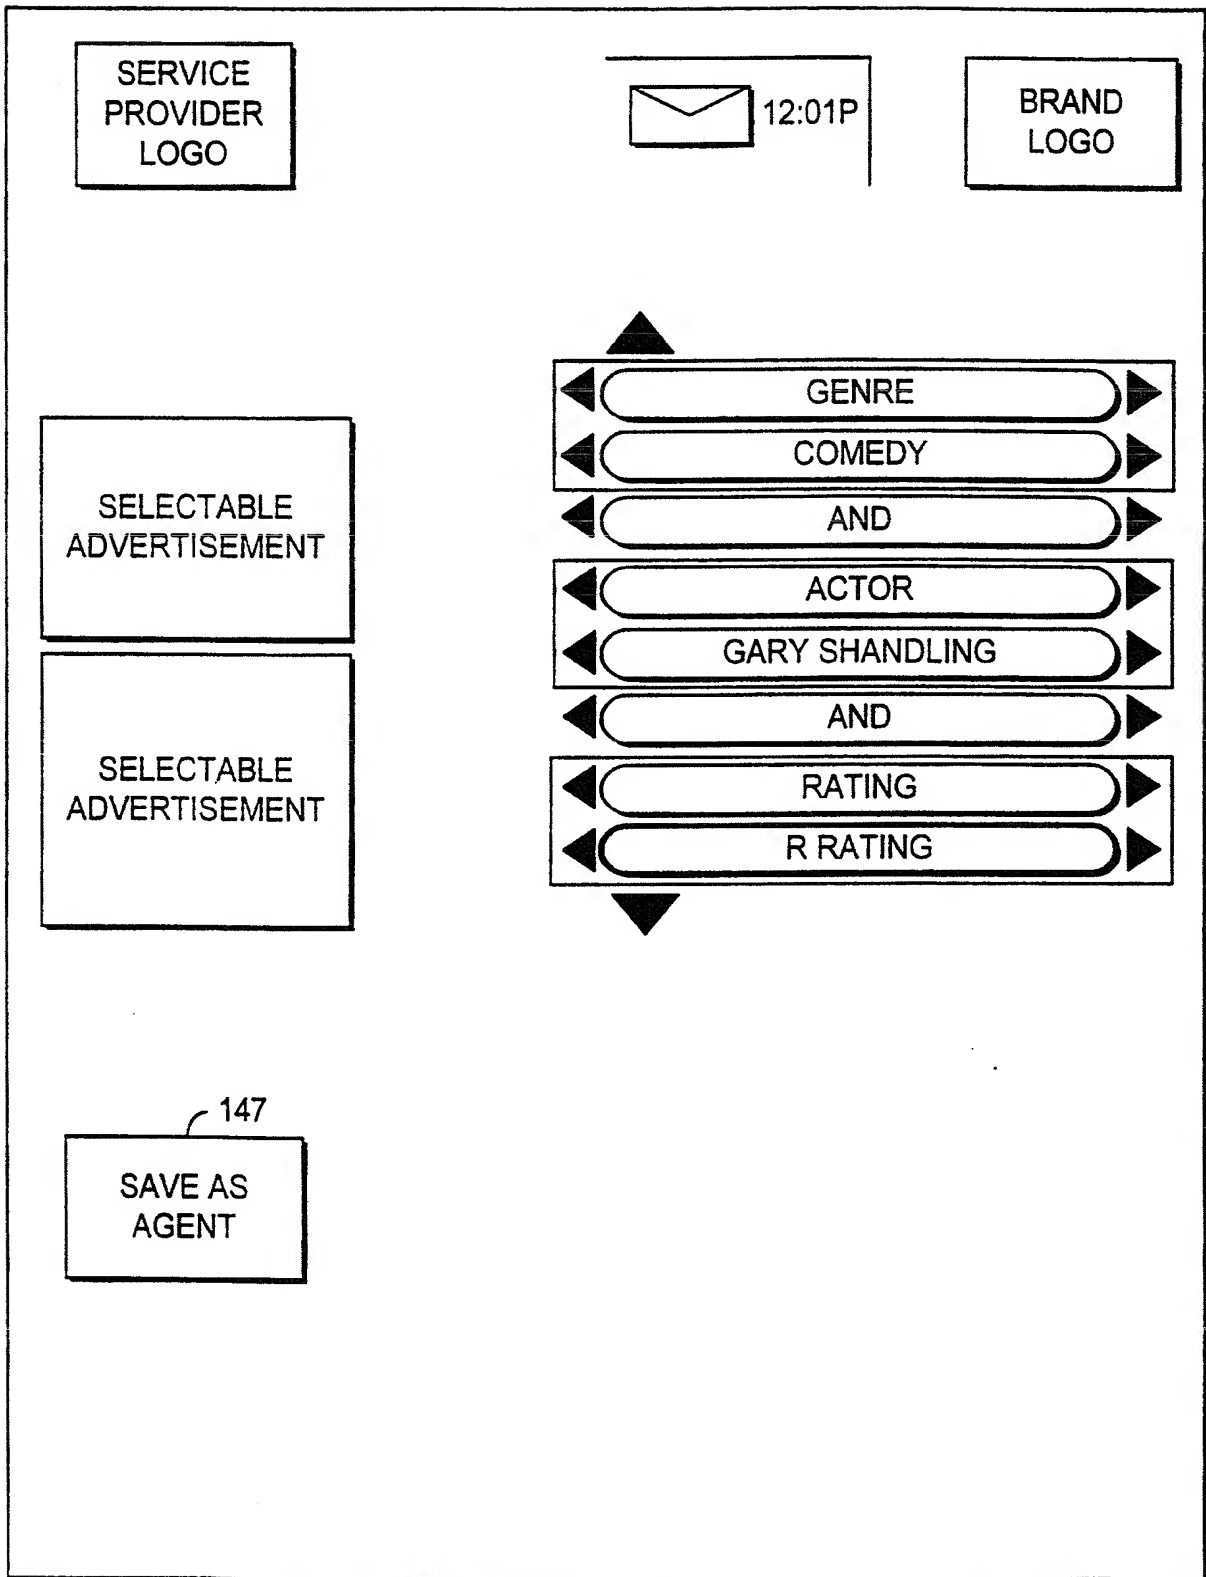 SERVICE
PROVIDER
LOGO
12:01P
BRAND
LOGO
GENRE
COMEDY
AND
ACTOR
GARY SHANDLING
AND
RATING
R RATING
SELECTABLE
ADVERTISEMENT
SELECTABLE
ADVERTISEMENT
147
SAVE AS
AGENT